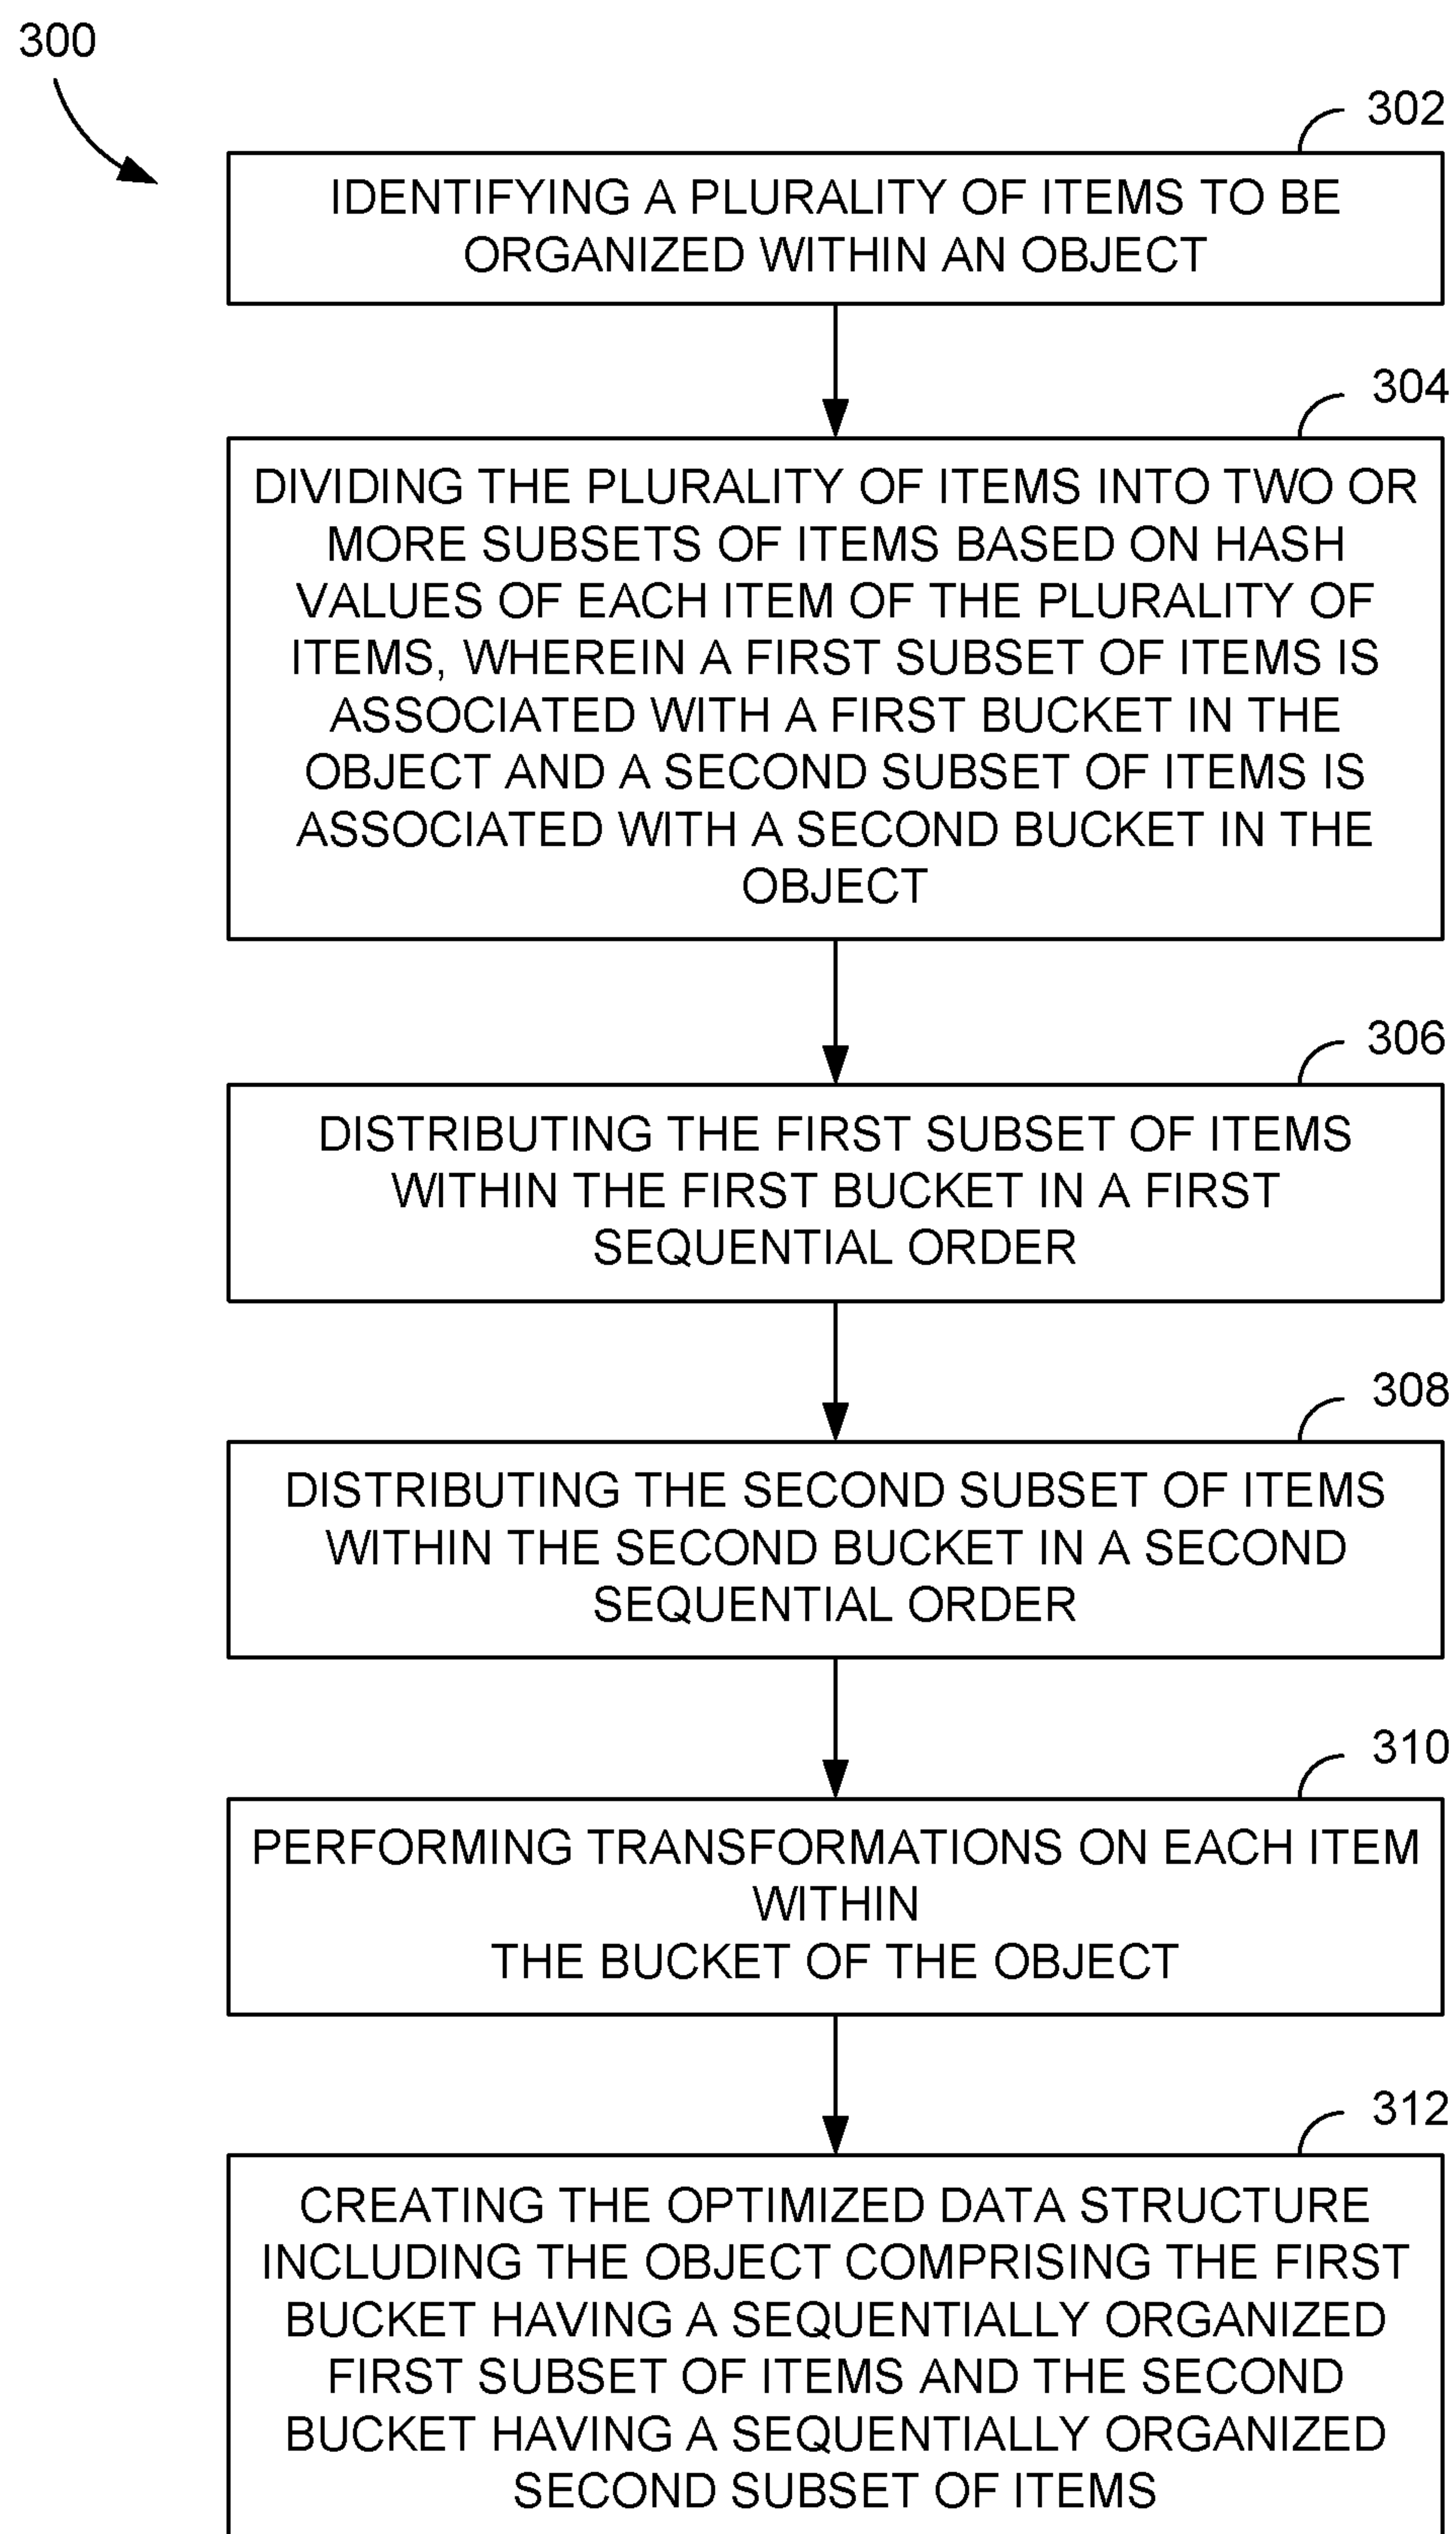 300
302
IDENTIFYING A PLURALITY OF ITEMS TO BE
ORGANIZED WITHIN AN OBJECT
304
DIVIDING THE PLURALITY OF ITEMS INTO TWO OR
MORE SUBSETS OF ITEMS BASED ON HASH
VALUES OF EACH ITEM OF THE PLURALITY OF
ITEMS, WHEREIN A FIRST SUBSET OF ITEMS IS
ASSOCIATED WITH A FIRST BUCKET IN THE
OBJECT AND A SECOND SUBSET OF ITEMS IS
ASSOCIATED WITH A SECOND BUCKET IN THE
OBJECT
306
DISTRIBUTING THE FIRST SUBSET OF ITEMS
WITHIN THE FIRST BUCKET IN A FIRST
SEQUENTIAL ORDER
308
DISTRIBUTING THE SECOND SUBSET OF ITEMS
WITHIN THE SECOND BUCKET IN A SECOND
SEQUENTIAL ORDER
310
PERFORMING TRANSFORMATIONS ON EACH ITEM
WITHIN
THE BUCKET OF THE OBJECT
312
CREATING THE OPTIMIZED DATA STRUCTURE
INCLUDING THE OBJECT COMPRISING THE FIRST
BUCKET HAVING A SEQUENTIALLY ORGANIZED
FIRST SUBSET OF ITEMS AND THE SECOND
BUCKET HAVING A SEQUENTIALLY ORGANIZED
SECOND SUBSET OF ITEMS